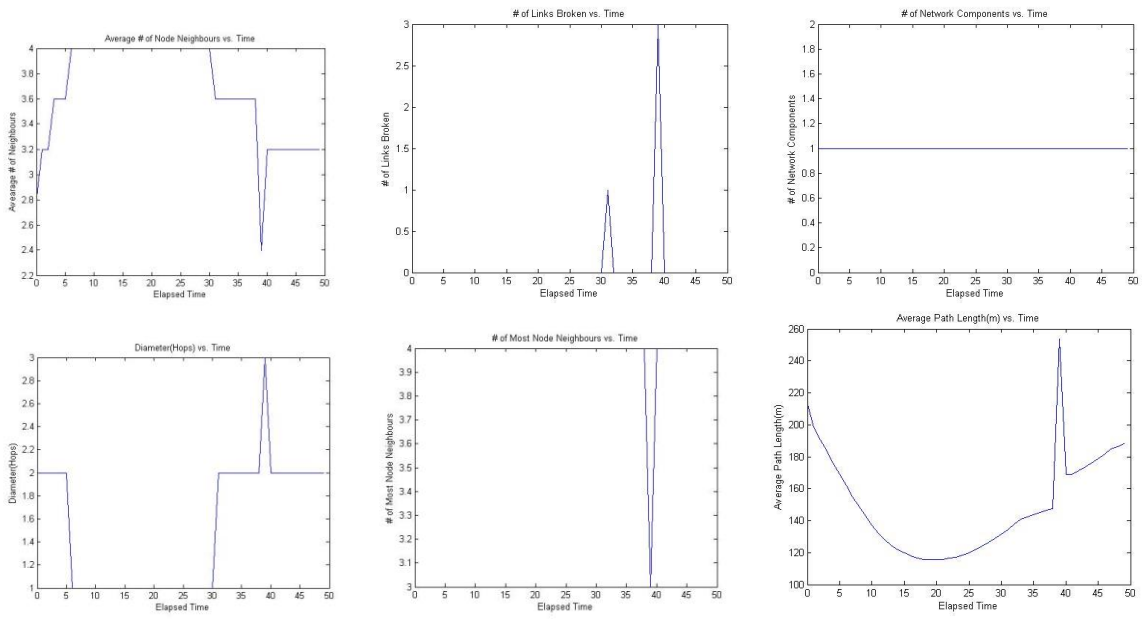 Average # of Node Neighbours vs. Time
4
3.8
3.6
3.4
3.2
3
2.8
2.6
2.4
2.2
Avearage # of Neighbours
0 5 10 15 20 25 30 35 40 45 50
Elapsed Time
# of Links Broken vs. Time
3
2.5
2
1.5
1
0.5
0
# of Links Broken
0 5 10 15 20 25 30 35 40 45 50
Elapsed Time
# of Network Components vs. Time
2
1.8
1.6
1.4
1.2
1
0.8
0.6
0.4
0.2
0
# of Network Components
0 5 10 15 20 25 30 35 40 45 50
Elapsed Time
Diameter(Hops) vs. Time
3
2.8
2.6
2.4
2.2
2
1.8
1.6
1.4
1.2
1
Diameter(Hops)
0 5 10 15 20 25 30 35 40 45 50
Elapsed Time
# of Most Node Neighbours vs. Time
4
3.9
3.8
3.7
3.6
3.5
3.4
3.3
3.2
3.1
3
# of Most Node Neighbours
0 5 10 15 20 25 30 35 40 45 50
Elapsed Time
Average Path Length(m) vs. Time
260
240
220
200
180
160
140
120
100
Average Path Length(m)
0 5 10 15 20 25 30 35 40 45 50
Elapsed Time